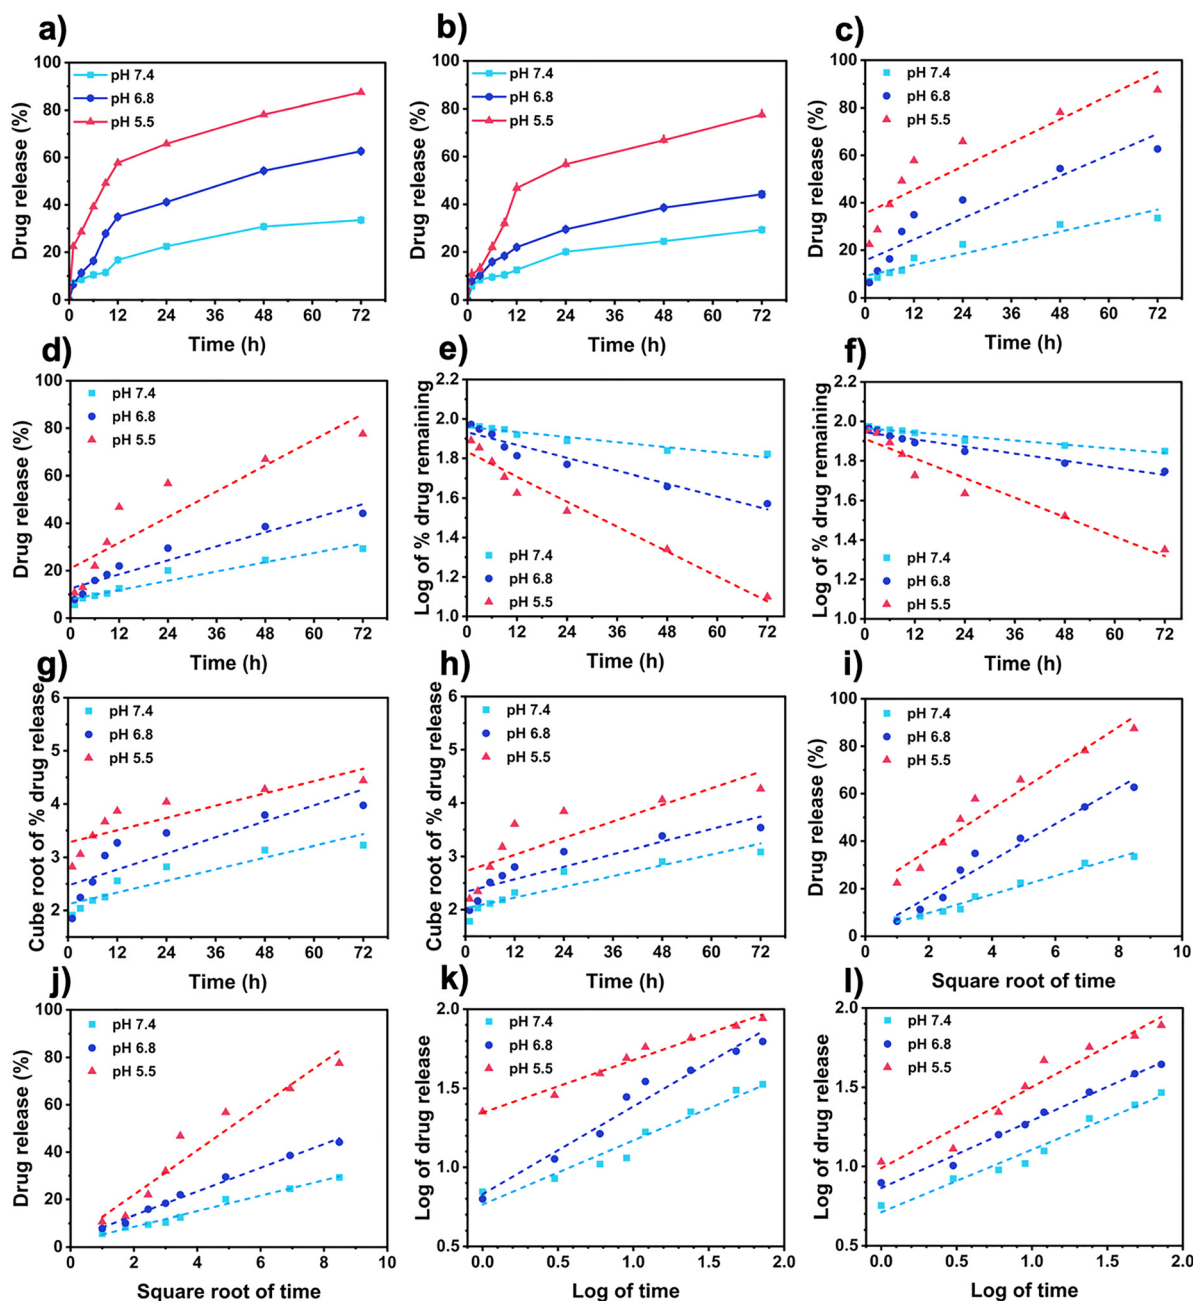 a)
Drug release (%)
100
80
60
40
20
0
pH 7.4
pH 6.8
pH 5.5
0 12 24 36 48 60 72
Time (h)
b)
Drug release (%)
100
80
60
40
20
0
pH 7.4
pH 6.8
pH 5.5
0 12 24 36 48 60 72
Time (h)
c)
Drug release (%)
100
80
60
40
20
0
pH 7.4
pH 6.8
pH 5.5
0 12 24 36 48 60 72
Time (h)
d)
Drug release (%)
100
80
60
40
20
0
pH 7.4
pH 6.8
pH 5.5
0 12 24 36 48 60 72
Time (h)
e)
Log of % drug remaining
2.2
2.0
1.8
1.6
1.4
1.2
1.0
pH 7.4
pH 6.8
pH 5.5
0 12 24 36 48 60 72
Time (h)
f)
Log of % drug remaining
2.2
2.0
1.8
1.6
1.4
1.2
1.0
pH 7.4
pH 6.8
pH 5.5
0 12 24 36 48 60 72
Time (h)
g)
Cube root of % drug release
6
5
4
3
2
pH 7.4
pH 6.8
pH 5.5
0 12 24 36 48 60 72
Time (h)
h)
Cube root of % drug release
6
5
4
3
2
pH 7.4
pH 6.8
pH 5.5
0 12 24 36 48 60 72
Time (h)
i)
Drug release (%)
100
80
60
40
20
0
pH 7.4
pH 6.8
pH 5.5
0 2 4 6 8 10
Square root of time
j)
Drug release (%)
100
80
60
40
20
0
pH 7.4
pH 6.8
pH 5.5
0 2 4 6 8 10
Square root of time
k)
Log of drug release
2.0
1.5
1.0
0.5
pH 7.4
pH 6.8
pH 5.5
0.0 0.5 1.0 1.5 2.0
Log of time
l)
Log of drug release
2.0
1.5
1.0
0.5
pH 7.4
pH 6.8
pH 5.5
0.0 0.5 1.0 1.5 2.0
Log of time